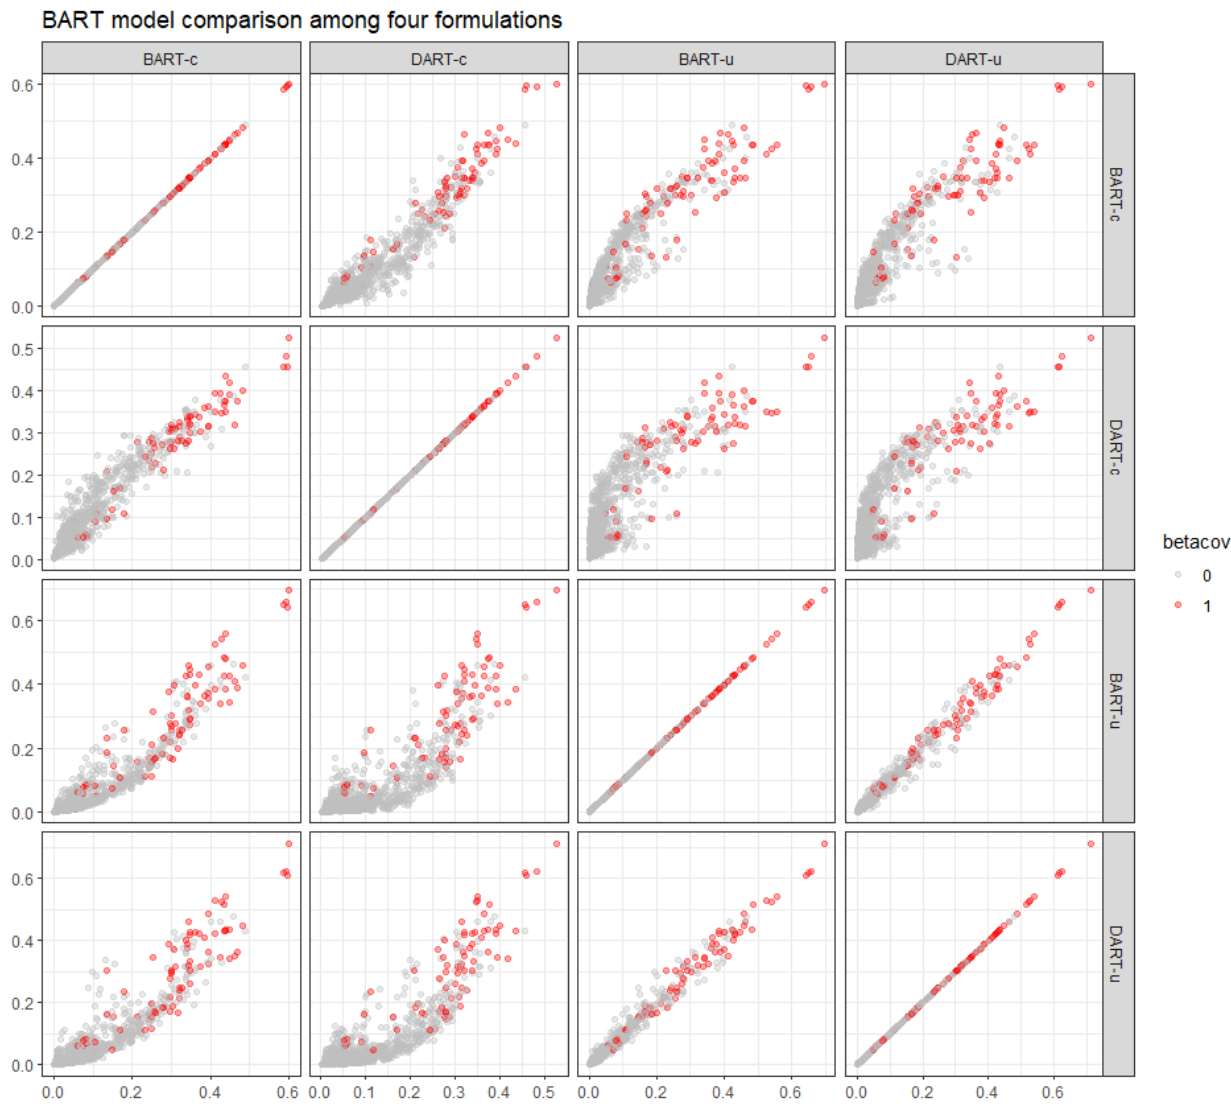 BART model comparison among four formulations
BART-c DART-c BART-u DART-u
0.6
0.4
0.2
0.0
BART-c
0.5
0.4
0.3
0.2
0.1
0.0
DART-c
betacov
0
1
0.6
0.4
0.2
0.0
BART-u
0.6
0.4
0.2
0.0
DART-u
0.0 0.2 0.4 0.6 0.0 0.1 0.2 0.3 0.4 0.5 0.0 0.2 0.4 0.6 0.0 0.2 0.4 0.6